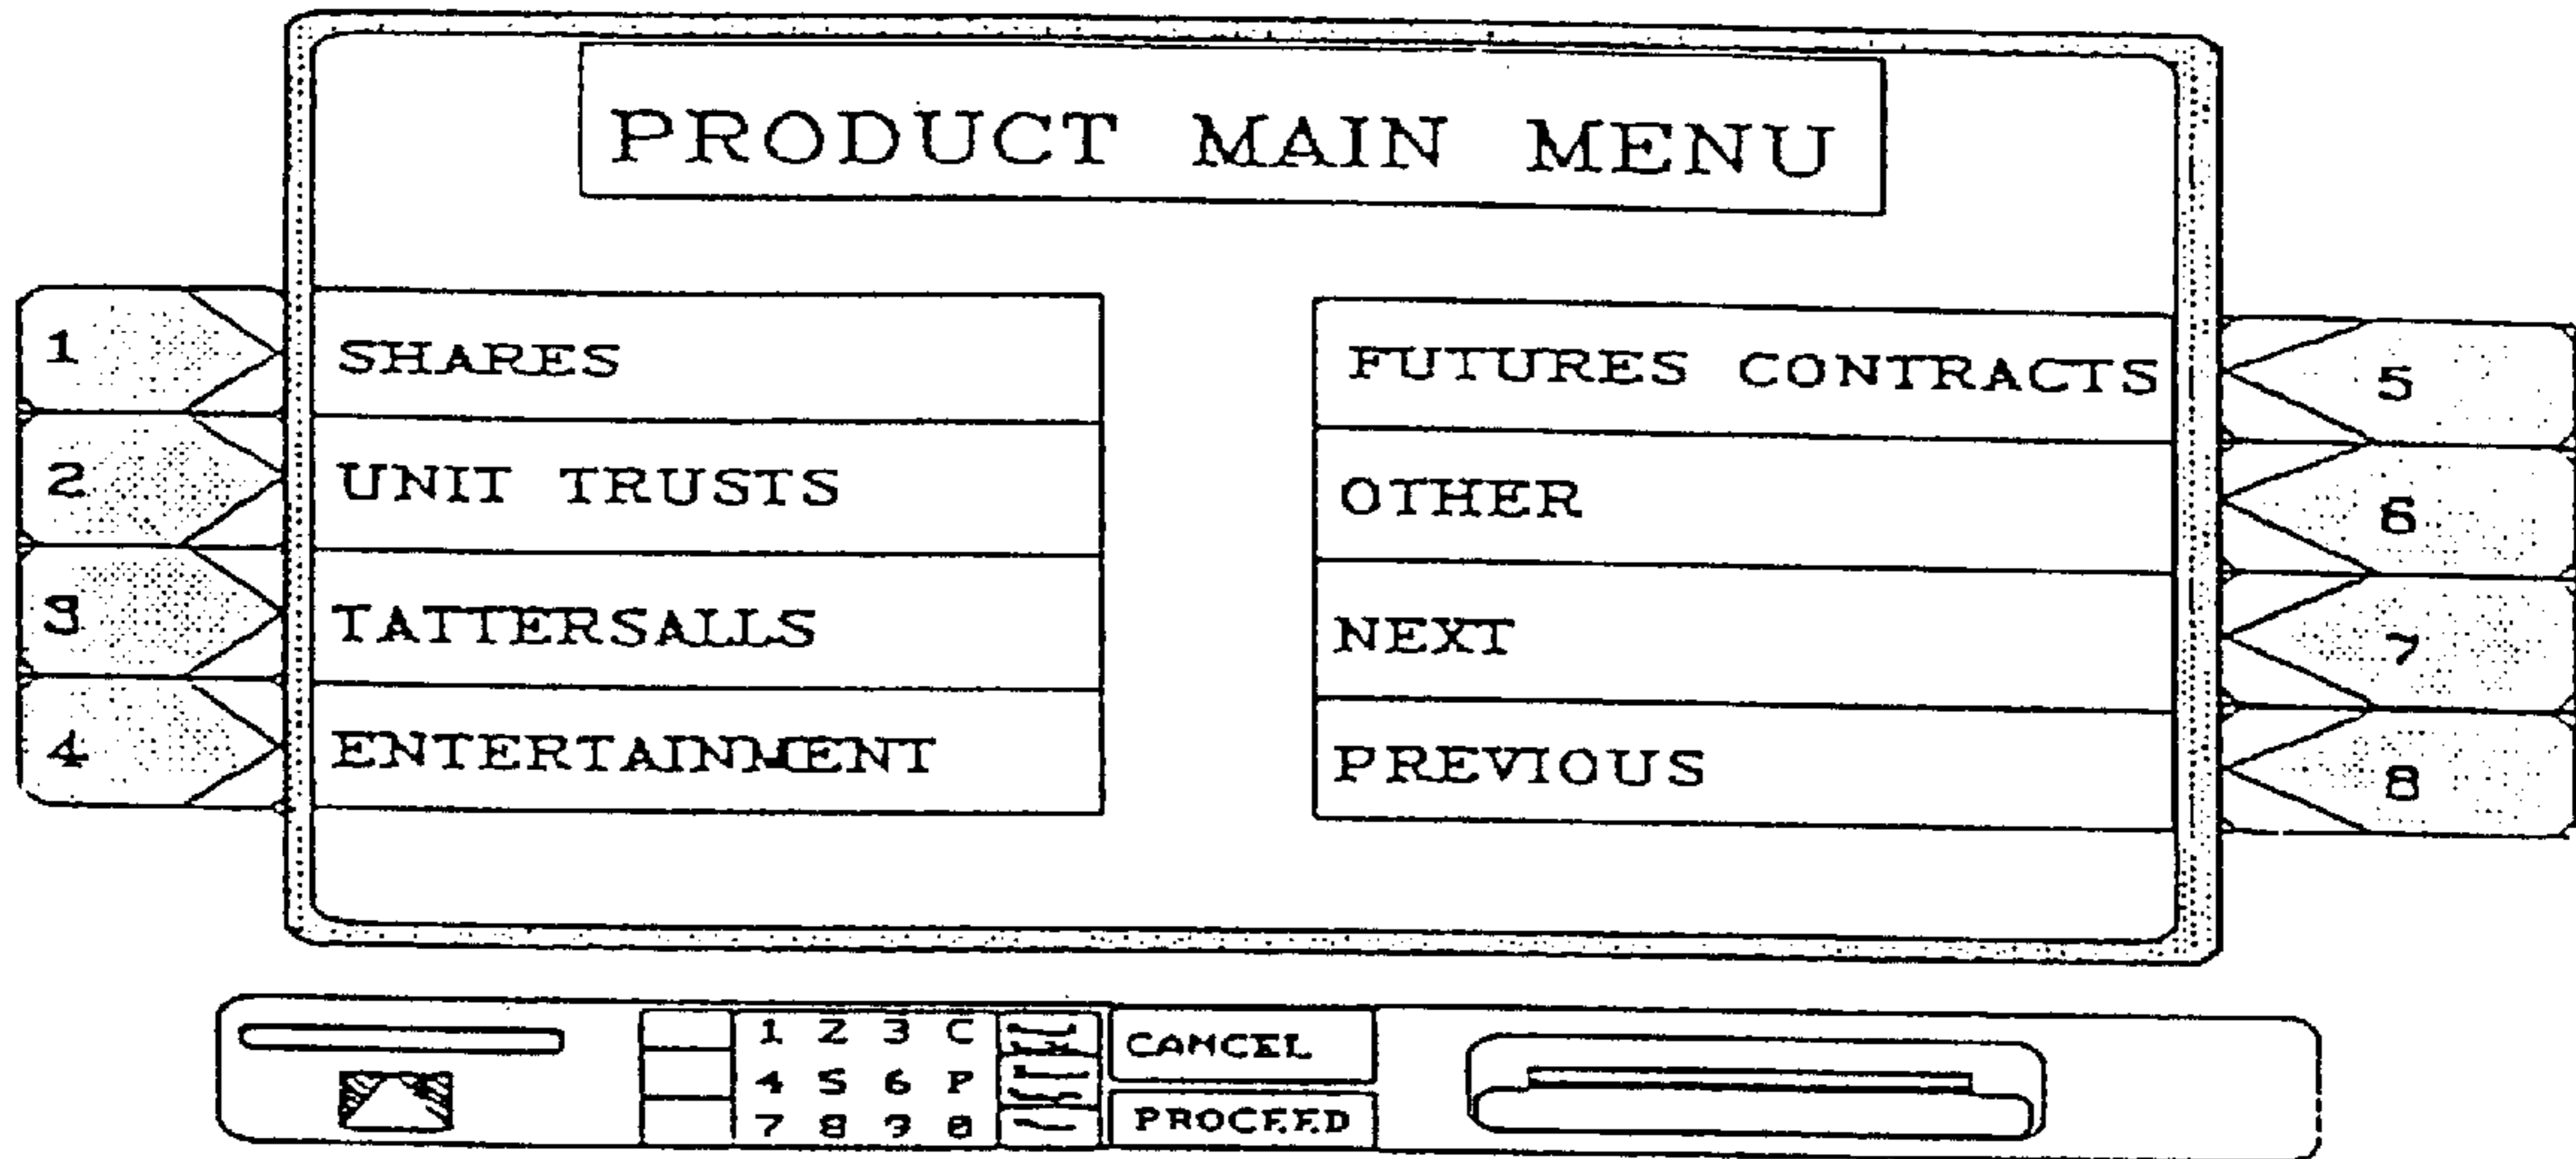 PRODUCT MAIN MENU
1 SHARES
2 UNIT TRUSTS
3 TATTERSALLS
4 ENTERTAINMENT
FUTURES CONTRACTS 5
OTHER 6
NEXT 7
PREVIOUS 8
1 2 3 C
4 5 6 P
7 8 9 0
CANCEL
PROCEED